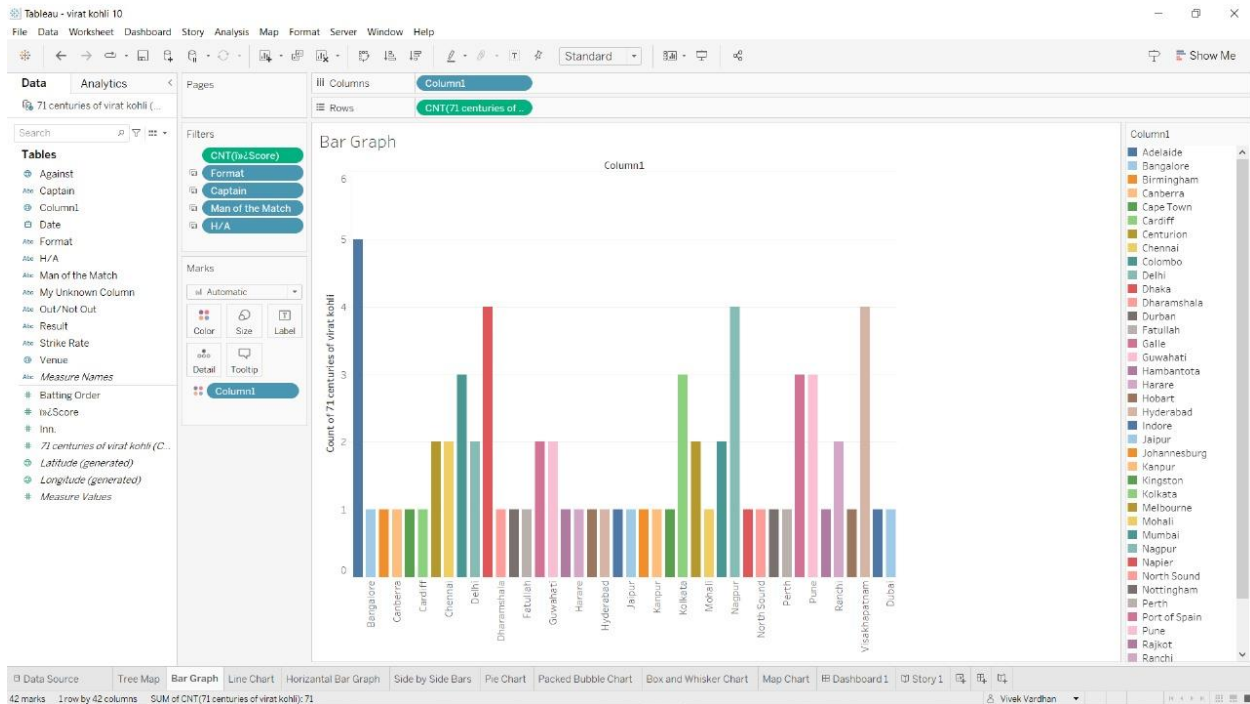 Tableau - virat kohli 10
File Data Worksheet Dashboard Story Analysis Map Format Server Window Help
Standard
Show Me
Data Analytics
71 centuries of virat kohli (...
Search
Tables
Against
Abc Captain
Column1
Date
Abc Format
Abc H/A
Abc Man of the Match
Abc My Unknown Column
Abc Out/Not Out
Abc Result
Abc Strike Rate
Venue
Abc Measure Names
# Batting Order
# ï»¿Score
# Inn.
# 71 centuries of virat kohli (C...
Latitude (generated)
Longitude (generated)
# Measure Values
Pages
Filters
CNT(ï»¿Score)
Format
Captain
Man of the Match
H/A
Marks
Automatic
Color Size Label
Detail Tooltip
Column1
Columns Column1
Rows CNT(71 centuries of ..
Bar Graph
Column1
Count of 71 centuries of virat kohli
6
5
4
3
2
1
0
Bangalore
Canberra
Cardiff
Chennai
Delhi
Dharamshala
Fatullah
Guwahati
Harare
Hyderabad
Jaipur
Kanpur
Kolkata
Mohali
Nagpur
North Sound
Perth
Pune
Ranchi
Visakhapatnam
Dubai
Column1
Adelaide
Bangalore
Birmingham
Canberra
Cape Town
Cardiff
Centurion
Chennai
Colombo
Delhi
Dhaka
Dharamshala
Durban
Fatullah
Galle
Guwahati
Hambantota
Harare
Hobart
Hyderabad
Indore
Jaipur
Johannesburg
Kanpur
Kingston
Kolkata
Melbourne
Mohali
Mumbai
Nagpur
Napier
North Sound
Nottingham
Perth
Port of Spain
Pune
Rajkot
Ranchi
Data Source Tree Map Bar Graph Line Chart Horizantal Bar Graph Side by Side Bars Pie Chart Packed Bubble Chart Box and Whisker Chart Map Chart Dashboard 1 Story 1
42 marks 1 row by 42 columns SUM of CNT(71 centuries of virat kohli): 71
Vivek Vardhan